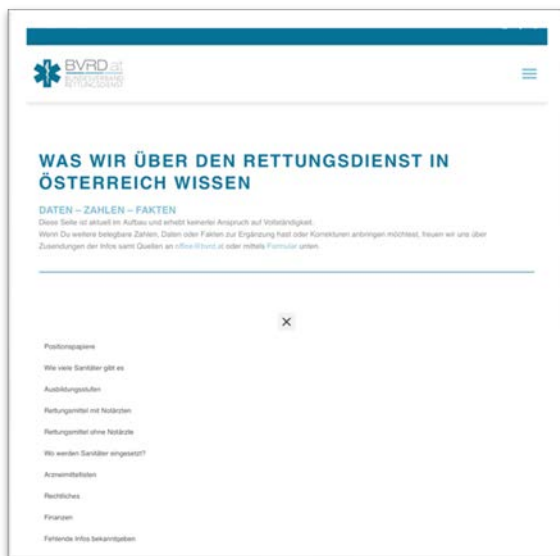 BVRD.at
BUNDESVERBAND
RETTUNGSDIENST
WAS WIR ÜBER DEN RETTUNGSDIENST IN
ÖSTERREICH WISSEN
DATEN – ZAHLEN – FAKTEN
Diese Seite ist aktuell im Aufbau und erhebt keinerlei Anspruch auf Vollständigkeit.
Wenn Du weitere belegbare Zahlen, Daten oder Fakten zur Ergänzung hast oder Korrekturen anbringen möchtest, freuen wir uns über
Zusendungen der Infos samt Quellen an office@bvrd.at oder mittels Formular unten.
Positionspapiere
Wie viele Sanitäter gibt es
Ausbildungsstufen
Rettungsmittel mit Notärzten
Rettungsmittel ohne Notärzte
Wo werden Sanitäter eingesetzt?
Arzneimittellisten
Rechtliches
Finanzen
Fehlende Infos bekanntgeben